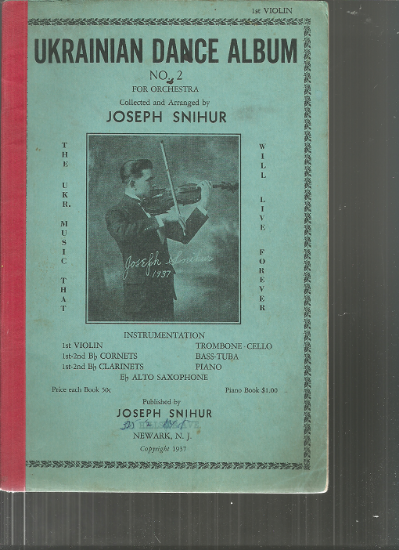 1st VIOLIN
UKRAINIAN DANCE ALBUM
NO. 2
FOR ORCHESTRA
Collected and Arranged by
JOSEPH SNIHUR
THE UKR. MUSIC THAT
WILL LIVE FOREVER
Joseph Snihur
1937
INSTRUMENTATION
1st VIOLIN
1st-2nd B♭ CORNETS
1st-2nd B♭ CLARINETS
TROMBONE-CELLO
BASS-TUBA
PIANO
E♭ ALTO SAXOPHONE
Price each Book 50c
Piano Book $1.00
Published by
JOSEPH SNIHUR
NEWARK, N. J.
Copyright 1937